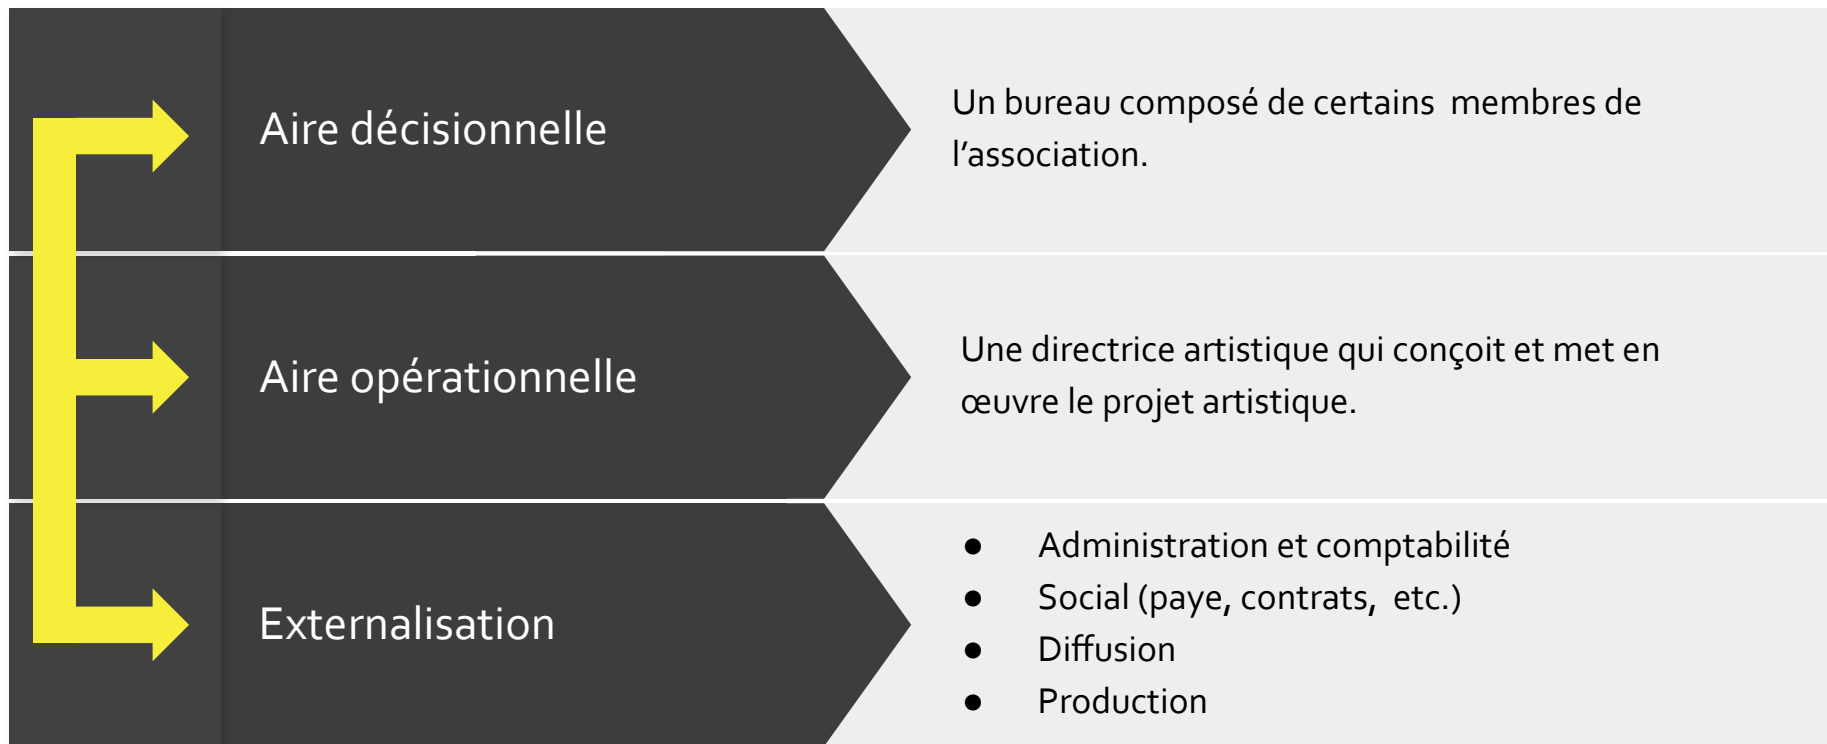 Aire décisionnelle
Un bureau composé de certains  membres de
l’association.
Aire opérationnelle
Une directrice artistique qui conçoit et met en
œuvre le projet artistique.
Externalisation
● Administration et comptabilité
● Social (paye, contrats,  etc.)
● Diffusion
● Production